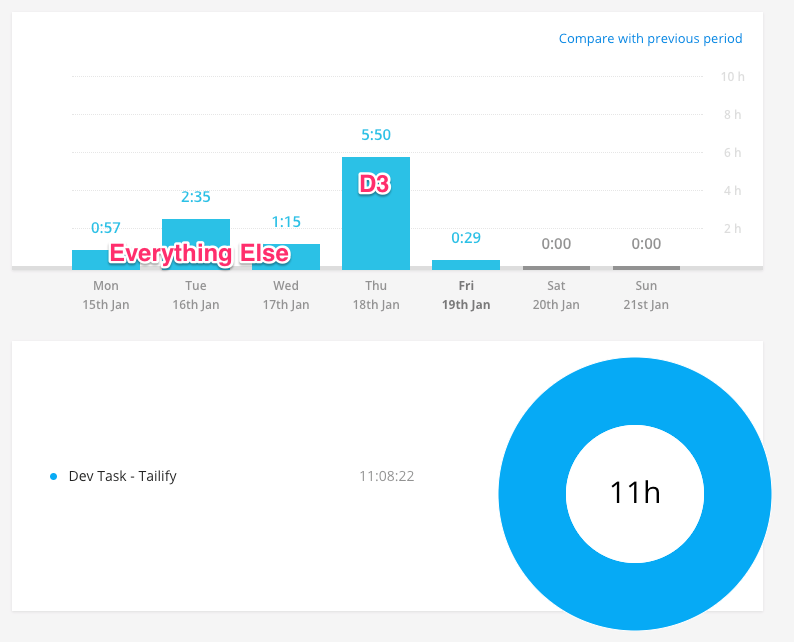 Compare with previous period
10 h
8 h
5:50
6 h
D3
2:35
4 h
0:57
1:15
2 h
0:29
0:00
0:00
Everything Else
Mon Tue Wed Thu Fri Sat Sun
15th Jan 16th Jan 17th Jan 18th Jan 19th Jan 20th Jan 21st Jan
Dev Task - Tailify 11:08:22
11h